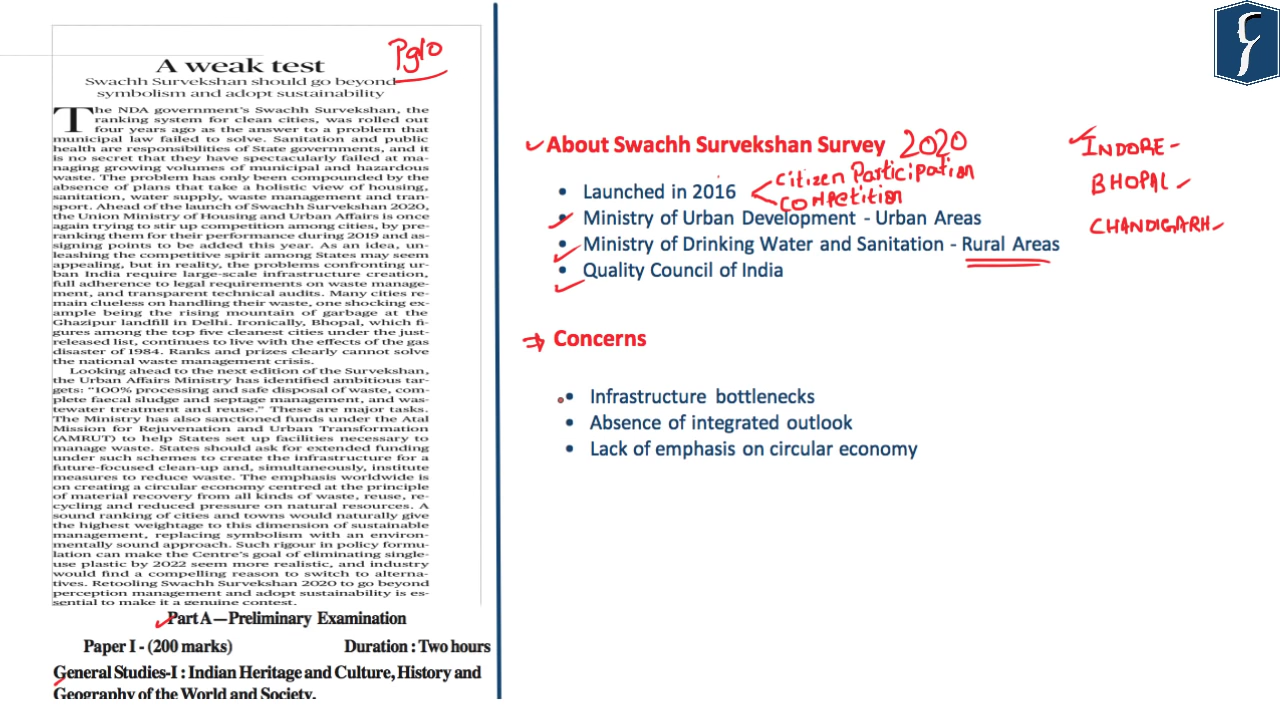 Pg10
A weak test
Swachh Survekshan should go beyond
symbolism and adopt sustainability
The NDA government's Swachh Survekshan, the
ranking system for clean cities, was rolled out
four years ago as the answer to a problem that
municipal law failed to solve. Sanitation and public
health are responsibilities of State governments, and it
is no secret that they have spectacularly failed at ma-
naging growing volumes of municipal and hazardous
waste. The problem has only been compounded by the
absence of plans that take a holistic view of housing,
sanitation, water supply, waste management and tran-
sport. Ahead of the launch of Swachh Survekshan 2020,
the Union Ministry of Housing and Urban Affairs is once
again trying to stir up competition among cities, by pre-
ranking them for their performance during 2019 and as-
signing points to be added this year. As an idea, un-
leashing the competitive spirit among States may seem
appealing, but in reality, the problems confronting ur-
ban India require large-scale infrastructure creation,
full adherence to legal requirements on waste manage-
ment, and transparent technical audits. Many cities re-
main clueless on handling their waste, one shocking ex-
ample being the rising mountain of garbage at the
Ghazipur landfill in Delhi. Ironically, Bhopal, which fi-
gures among the top five cleanest cities under the just-
released list, continues to live with the effects of the gas
disaster of 1984. Ranks and prizes clearly cannot solve
the national waste management crisis.
Looking ahead to the next edition of the Survekshan,
the Urban Affairs Ministry has identified ambitious tar-
gets: "100% processing and safe disposal of waste, com-
plete faecal sludge and septage management, and was-
tewater treatment and reuse." These are major tasks.
The Ministry has also sanctioned funds under the Atal
Mission for Rejuvenation and Urban Transformation
(AMRUT) to help States set up facilities necessary to
manage waste. States should ask for extended funding
under such schemes to create the infrastructure for a
future-focused clean-up and, simultaneously, institute
measures to reduce waste. The emphasis worldwide is
on creating a circular economy centred at the principle
of material recovery from all kinds of waste, reuse, re-
cycling and reduced pressure on natural resources. A
sound ranking of cities and towns would naturally give
the highest weightage to this dimension of sustainable
management, replacing symbolism with an environ-
mentally sound approach. Such rigour in policy formu-
lation can make the Centre's goal of eliminating single-
use plastic by 2022 seem more realistic, and industry
would find a compelling reason to switch to alterna-
tives. Retooling Swachh Survekshan 2020 to go beyond
perception management and adopt sustainability is es-
sential to make it a genuine contest.
Part A—Preliminary Examination
Paper I - (200 marks) Duration : Two hours
General Studies-I : Indian Heritage and Culture, History and
Geography of the World and Society.
About Swachh Survekshan Survey 2020
• Launched in 2016
Citizen Participation
Competition
• Ministry of Urban Development - Urban Areas
• Ministry of Drinking Water and Sanitation - Rural Areas
• Quality Council of India
Concerns
• Infrastructure bottlenecks
• Absence of integrated outlook
• Lack of emphasis on circular economy
INDORE -
BHOPAL
CHANDIGARH